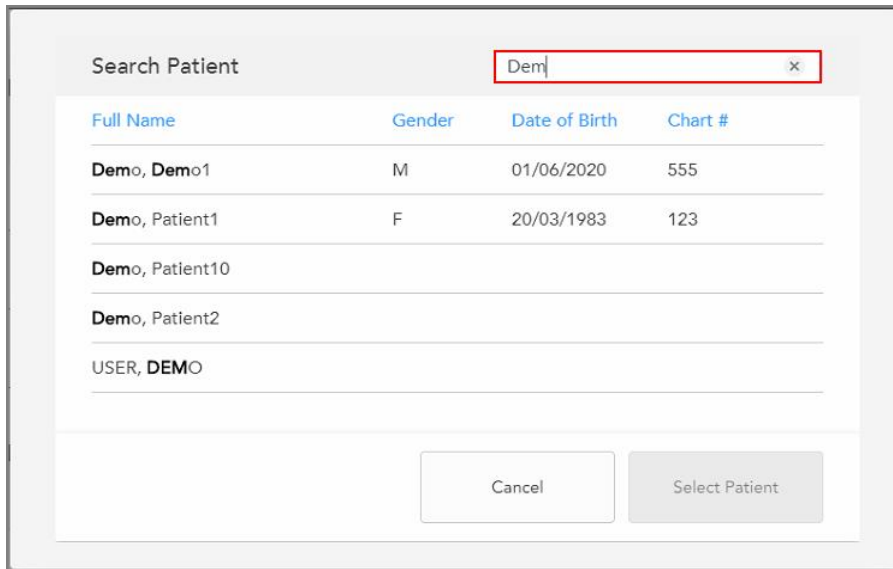 Search Patient Dem
Full Name Gender Date of Birth Chart #
Demo, Demo1 M 01/06/2020 555
Demo, Patient1 F 20/03/1983 123
Demo, Patient10
Demo, Patient2
USER, DEMO
Cancel Select Patient